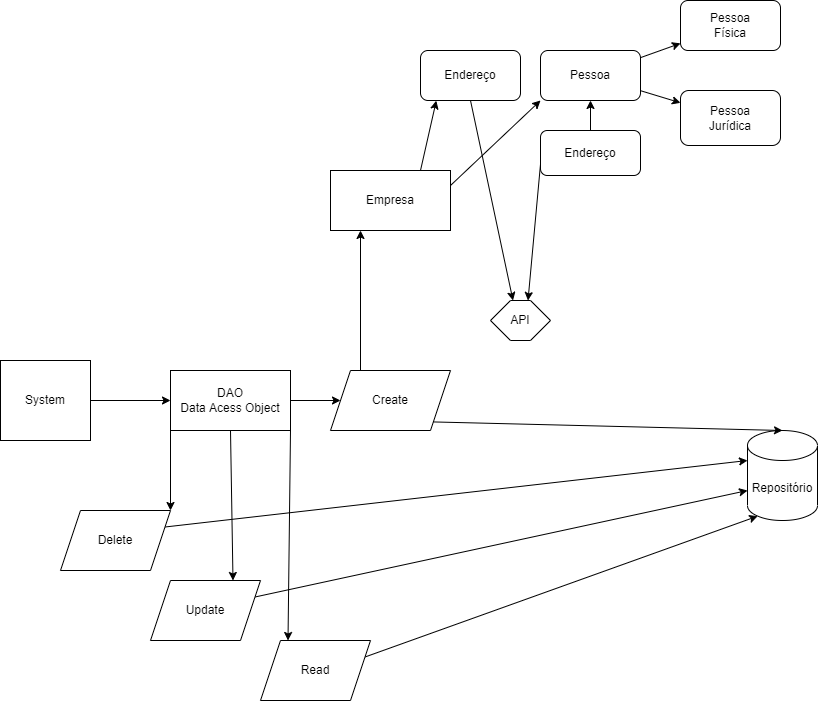 Pessoa
Física
Endereço
Pessoa
Pessoa
Jurídica
Endereço
Empresa
API
System
DAO
Data Acess Object
Create
Repositório
Delete
Update
Read